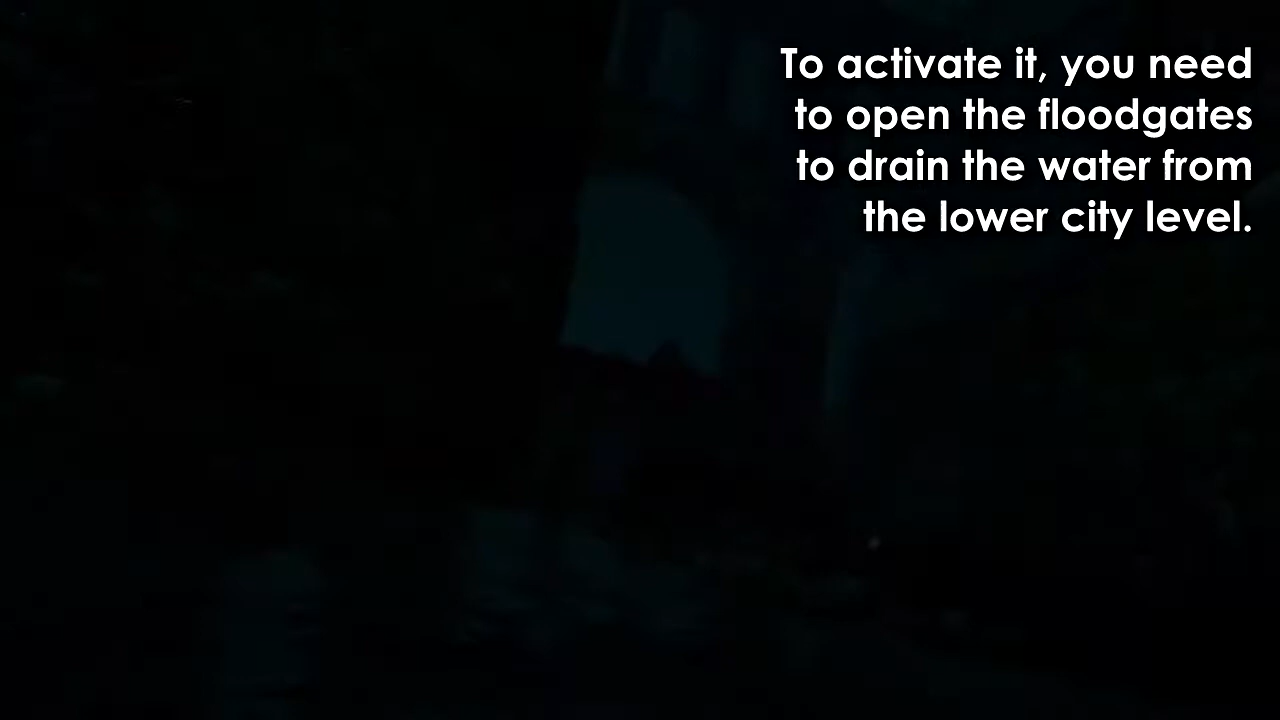 To activate it, you need
to open the floodgates
to drain the water from
the lower city level.